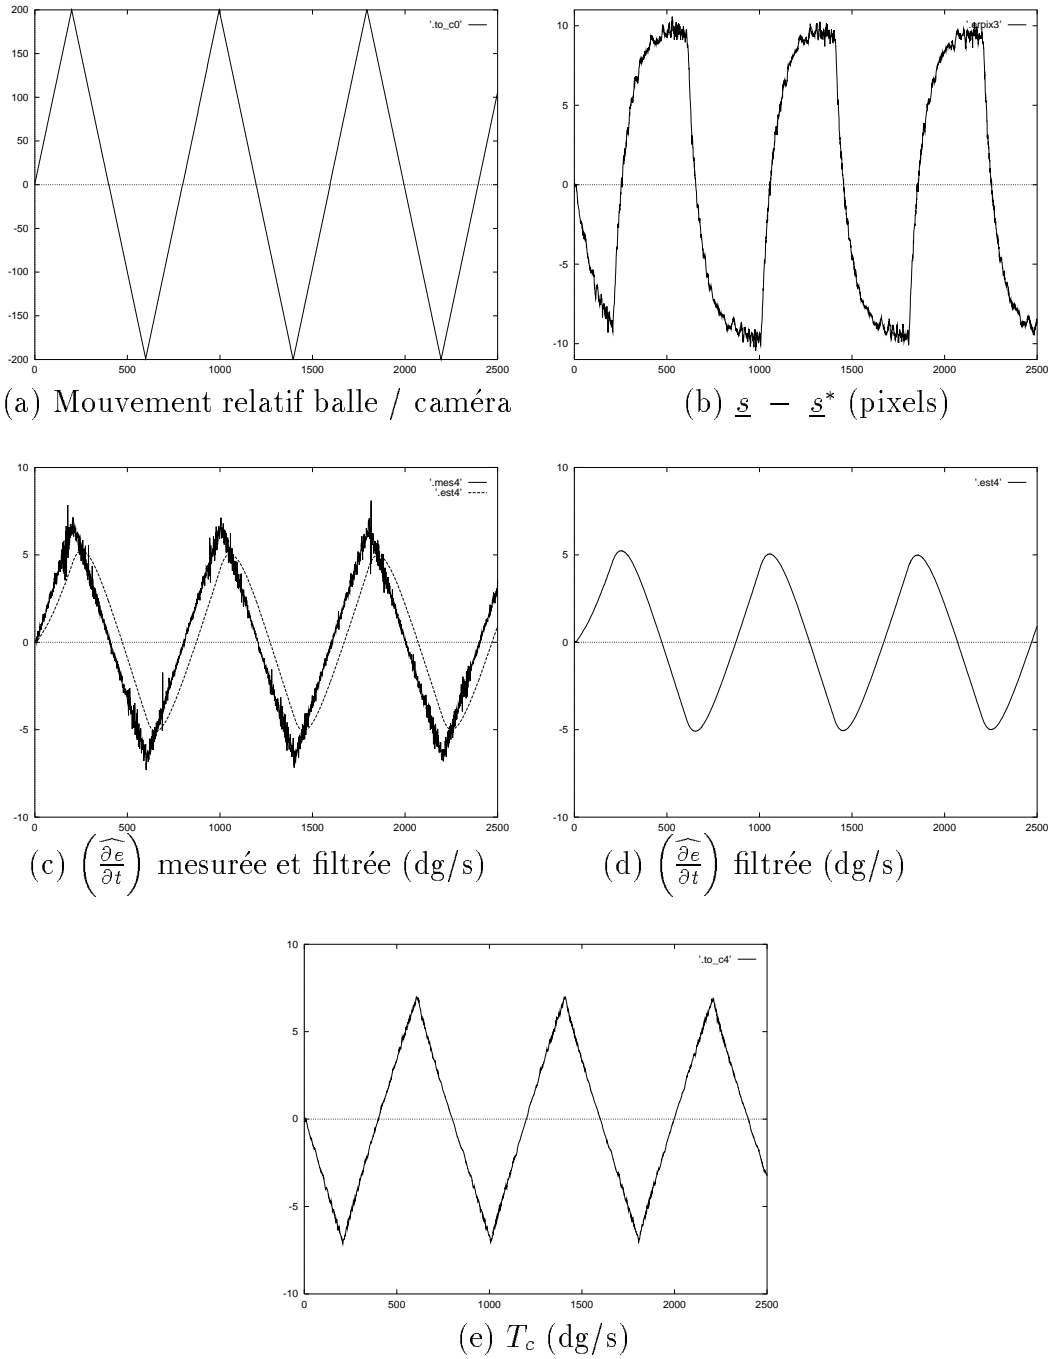 200
150
100
50
0
-50
-100
-150
-200
0 500 1000 1500 2000 2500
'.to_c0'
(a) Mouvement relatif balle / caméra
10
5
0
-5
-10
0 500 1000 1500 2000 2500
'.erpix3'
(b) s − s* (pixels)
10
5
0
-5
-10
0 500 1000 1500 2000 2500
'.mes4'
'.est4'
(c) (∂e/∂t) mesurée et filtrée (dg/s)
10
5
0
-5
-10
0 500 1000 1500 2000 2500
'.est4'
(d) (∂e/∂t) filtrée (dg/s)
10
5
0
-5
-10
0 500 1000 1500 2000 2500
'.to_c4'
(e) T_c (dg/s)